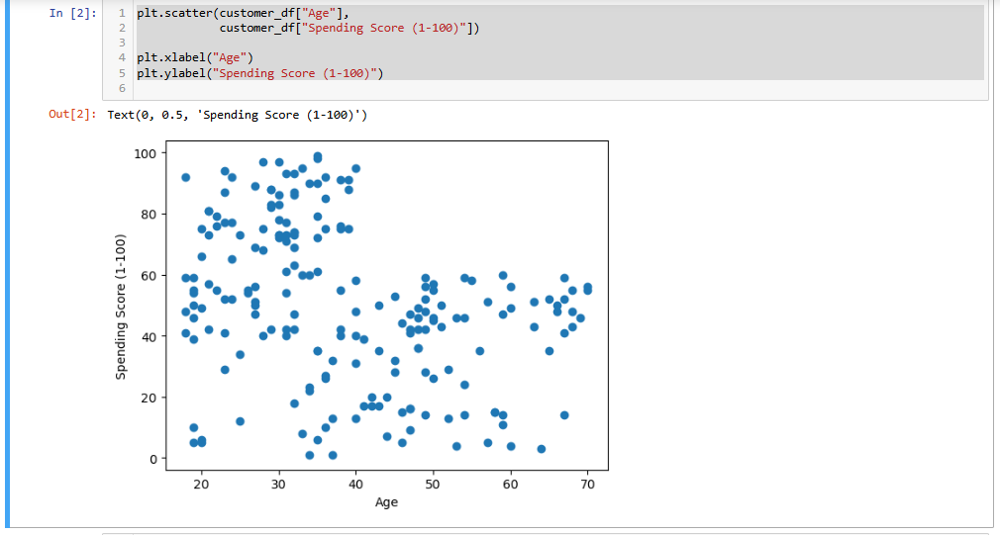 In [2]:
1 plt.scatter(customer_df["Age"],
2 customer_df["Spending Score (1-100)"])
3
4 plt.xlabel("Age")
5 plt.ylabel("Spending Score (1-100)")
6
Out[2]: Text(0, 0.5, 'Spending Score (1-100)')
100
80
60
40
20
0
Spending Score (1-100)
20 30 40 50 60 70
Age